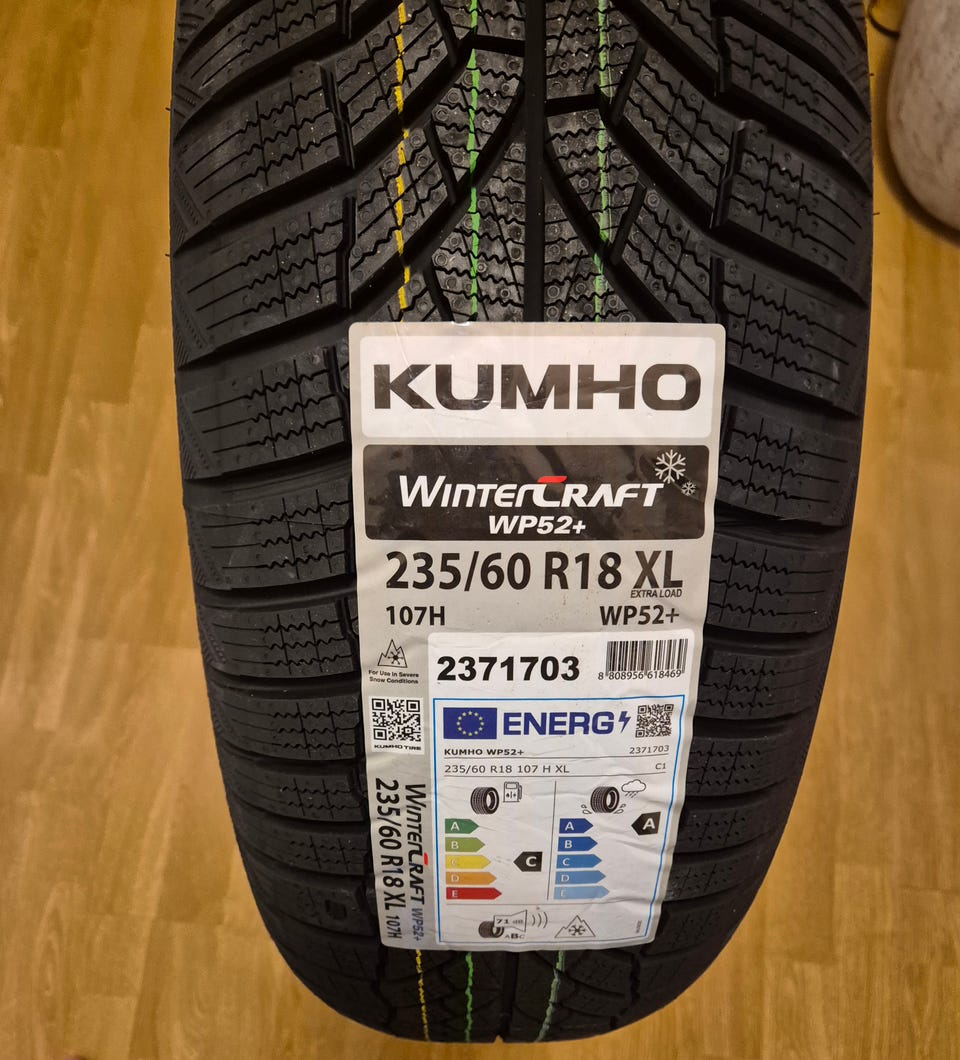 KUMHO
WINTERCRAFT
WP52+
235/60 R18 XL
EXTRA LOAD
107H WP52+
For Use in Severe
Snow Conditions
2371703
8 808956 618469
KUMHO TIRE
ENERG
KUMHO WP52+ 2371703
235/60 R18 107 H XL C1
A A A
B B
C C C
D D
E E
71 dB
ABC
WINTERCRAFT WP52+
235/60 R18 XL 107H